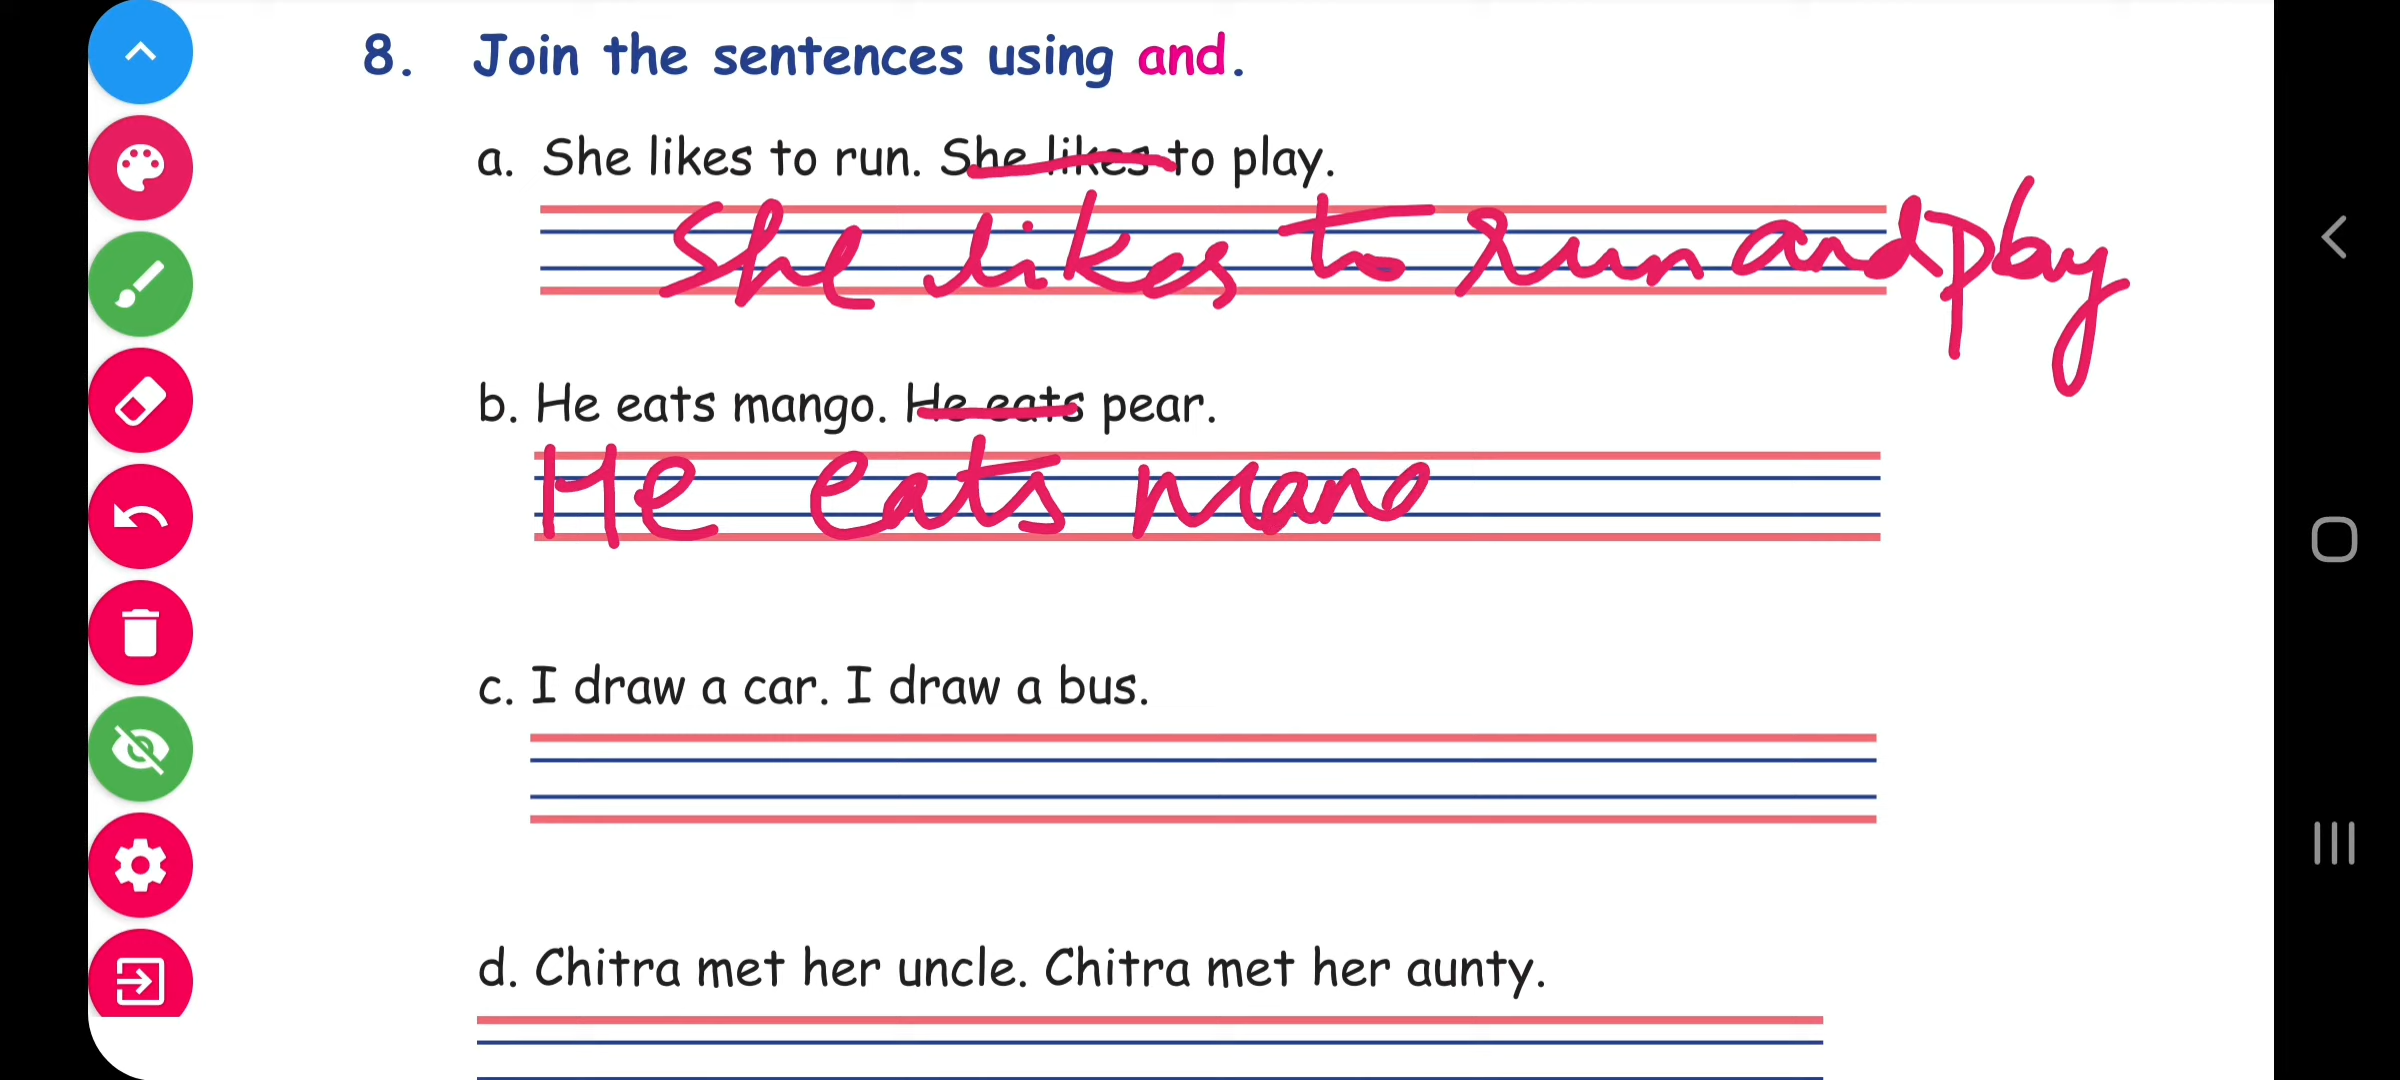 8. Join the sentences using and.
a. She likes to run. She likes to play.
She likes to run and play
b. He eats mango. He eats pear.
He eats mano
c. I draw a car. I draw a bus.
d. Chitra met her uncle. Chitra met her aunty.